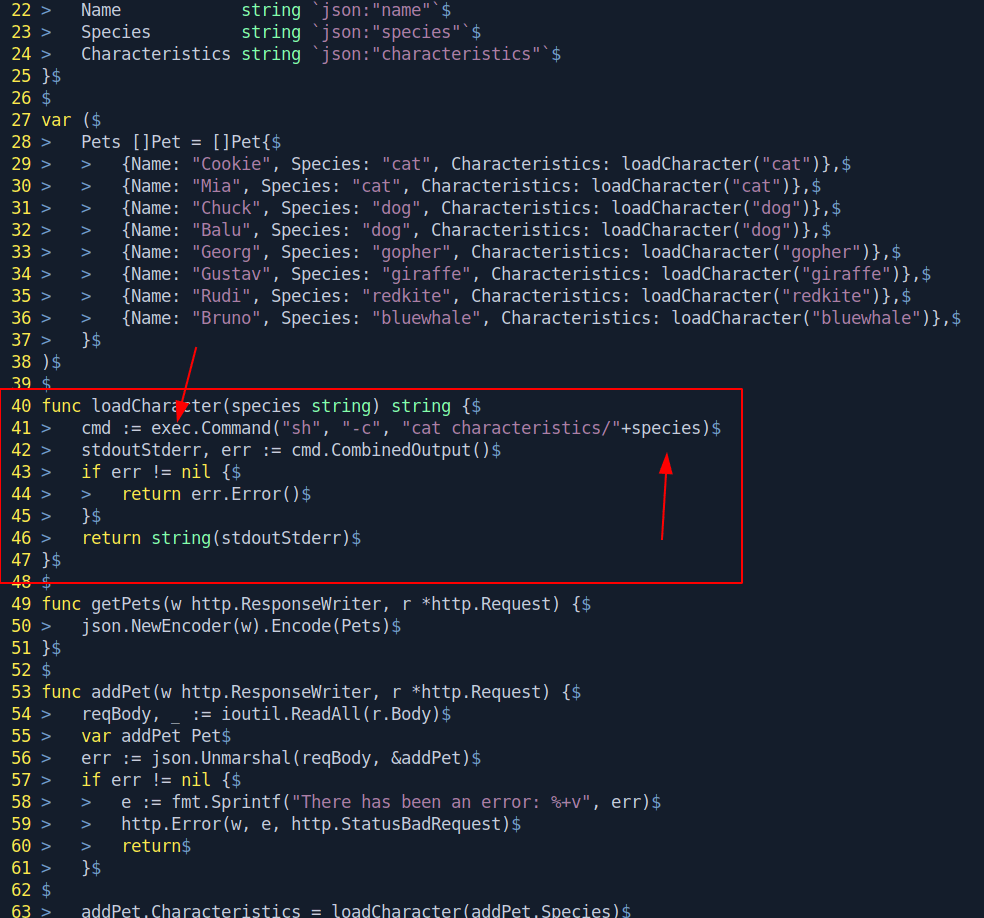 22 >   Name            string `json:"name"`$
23 >   Species         string `json:"species"`$
24 >   Characteristics string `json:"characteristics"`$
25 }$
26 $
27 var ($
28 >   Pets []Pet = []Pet{$
29 >   >   {Name: "Cookie", Species: "cat", Characteristics: loadCharacter("cat")},$
30 >   >   {Name: "Mia", Species: "cat", Characteristics: loadCharacter("cat")},$
31 >   >   {Name: "Chuck", Species: "dog", Characteristics: loadCharacter("dog")},$
32 >   >   {Name: "Balu", Species: "dog", Characteristics: loadCharacter("dog")},$
33 >   >   {Name: "Georg", Species: "gopher", Characteristics: loadCharacter("gopher")},$
34 >   >   {Name: "Gustav", Species: "giraffe", Characteristics: loadCharacter("giraffe")},$
35 >   >   {Name: "Rudi", Species: "redkite", Characteristics: loadCharacter("redkite")},$
36 >   >   {Name: "Bruno", Species: "bluewhale", Characteristics: loadCharacter("bluewhale")},$
37 >   }$
38 )$
39 $
40 func loadCharacter(species string) string {$
41 >   cmd := exec.Command("sh", "-c", "cat characteristics/"+species)$
42 >   stdoutStderr, err := cmd.CombinedOutput()$
43 >   if err != nil {$
44 >   >   return err.Error()$
45 >   }$
46 >   return string(stdoutStderr)$
47 }$
48 $
49 func getPets(w http.ResponseWriter, r *http.Request) {$
50 >   json.NewEncoder(w).Encode(Pets)$
51 }$
52 $
53 func addPet(w http.ResponseWriter, r *http.Request) {$
54 >   reqBody, _ := ioutil.ReadAll(r.Body)$
55 >   var addPet Pet$
56 >   err := json.Unmarshal(reqBody, &addPet)$
57 >   if err != nil {$
58 >   >   e := fmt.Sprintf("There has been an error: %+v", err)$
59 >   >   http.Error(w, e, http.StatusBadRequest)$
60 >   >   return$
61 >   }$
62 $
63 >   addPet.Characteristics = loadCharacter(addPet.Species)$